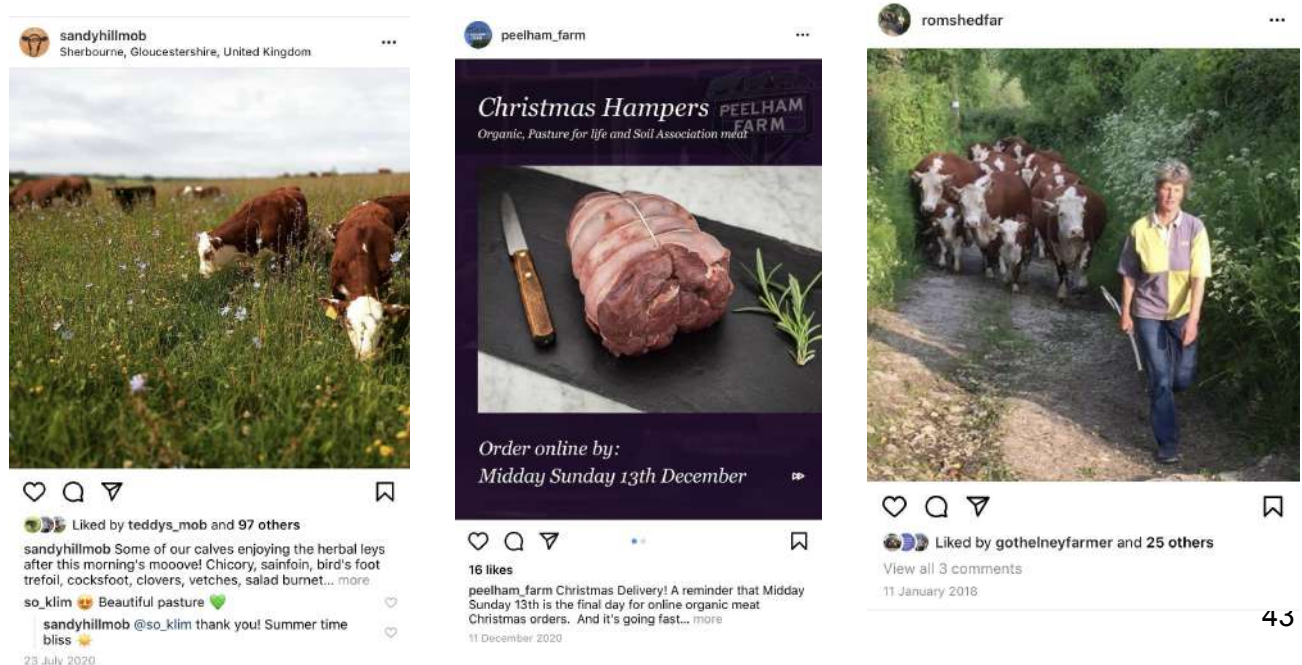 sandyhillmob
Sherbourne, Gloucestershire, United Kingdom
Liked by teddys_mob and 97 others
sandyhillmob Some of our calves enjoying the herbal leys
after this morning's mooove! Chicory, sainfoin, bird's foot
trefoil, cocksfoot, clovers, vetches, salad burnet... more
so_klim 😍 Beautiful pasture 💚
sandyhillmob @so_klim thank you! Summer time
bliss ☀️
23 July 2020
peelham_farm
Christmas Hampers
Organic, Pasture for life and Soil Association meat
PEELHAM
FARM
Order online by:
Midday Sunday 13th December
16 likes
peelham_farm Christmas Delivery! A reminder that Midday
Sunday 13th is the final day for online organic meat
Christmas orders. And it's going fast... more
11 December 2020
romshedfar
Liked by gothelneyfarmer and 25 others
View all 3 comments
11 January 2018
43